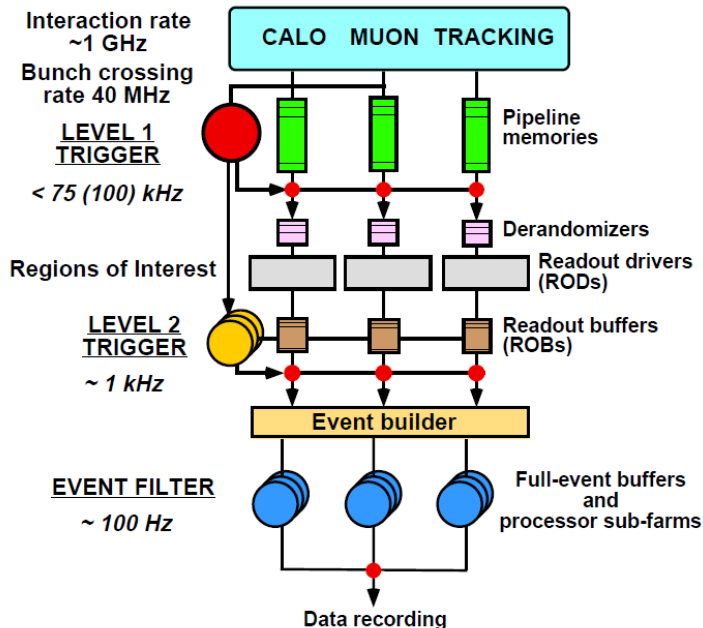 Interaction rate
~1 GHz
CALO MUON TRACKING
Bunch crossing
rate 40 MHz
Pipeline
memories
LEVEL 1
TRIGGER
< 75 (100) kHz
Derandomizers
Regions of Interest
Readout drivers
(RODs)
LEVEL 2
TRIGGER
Readout buffers
(ROBs)
~ 1 kHz
Event builder
EVENT FILTER
~ 100 Hz
Full-event buffers
and
processor sub-farms
Data recording